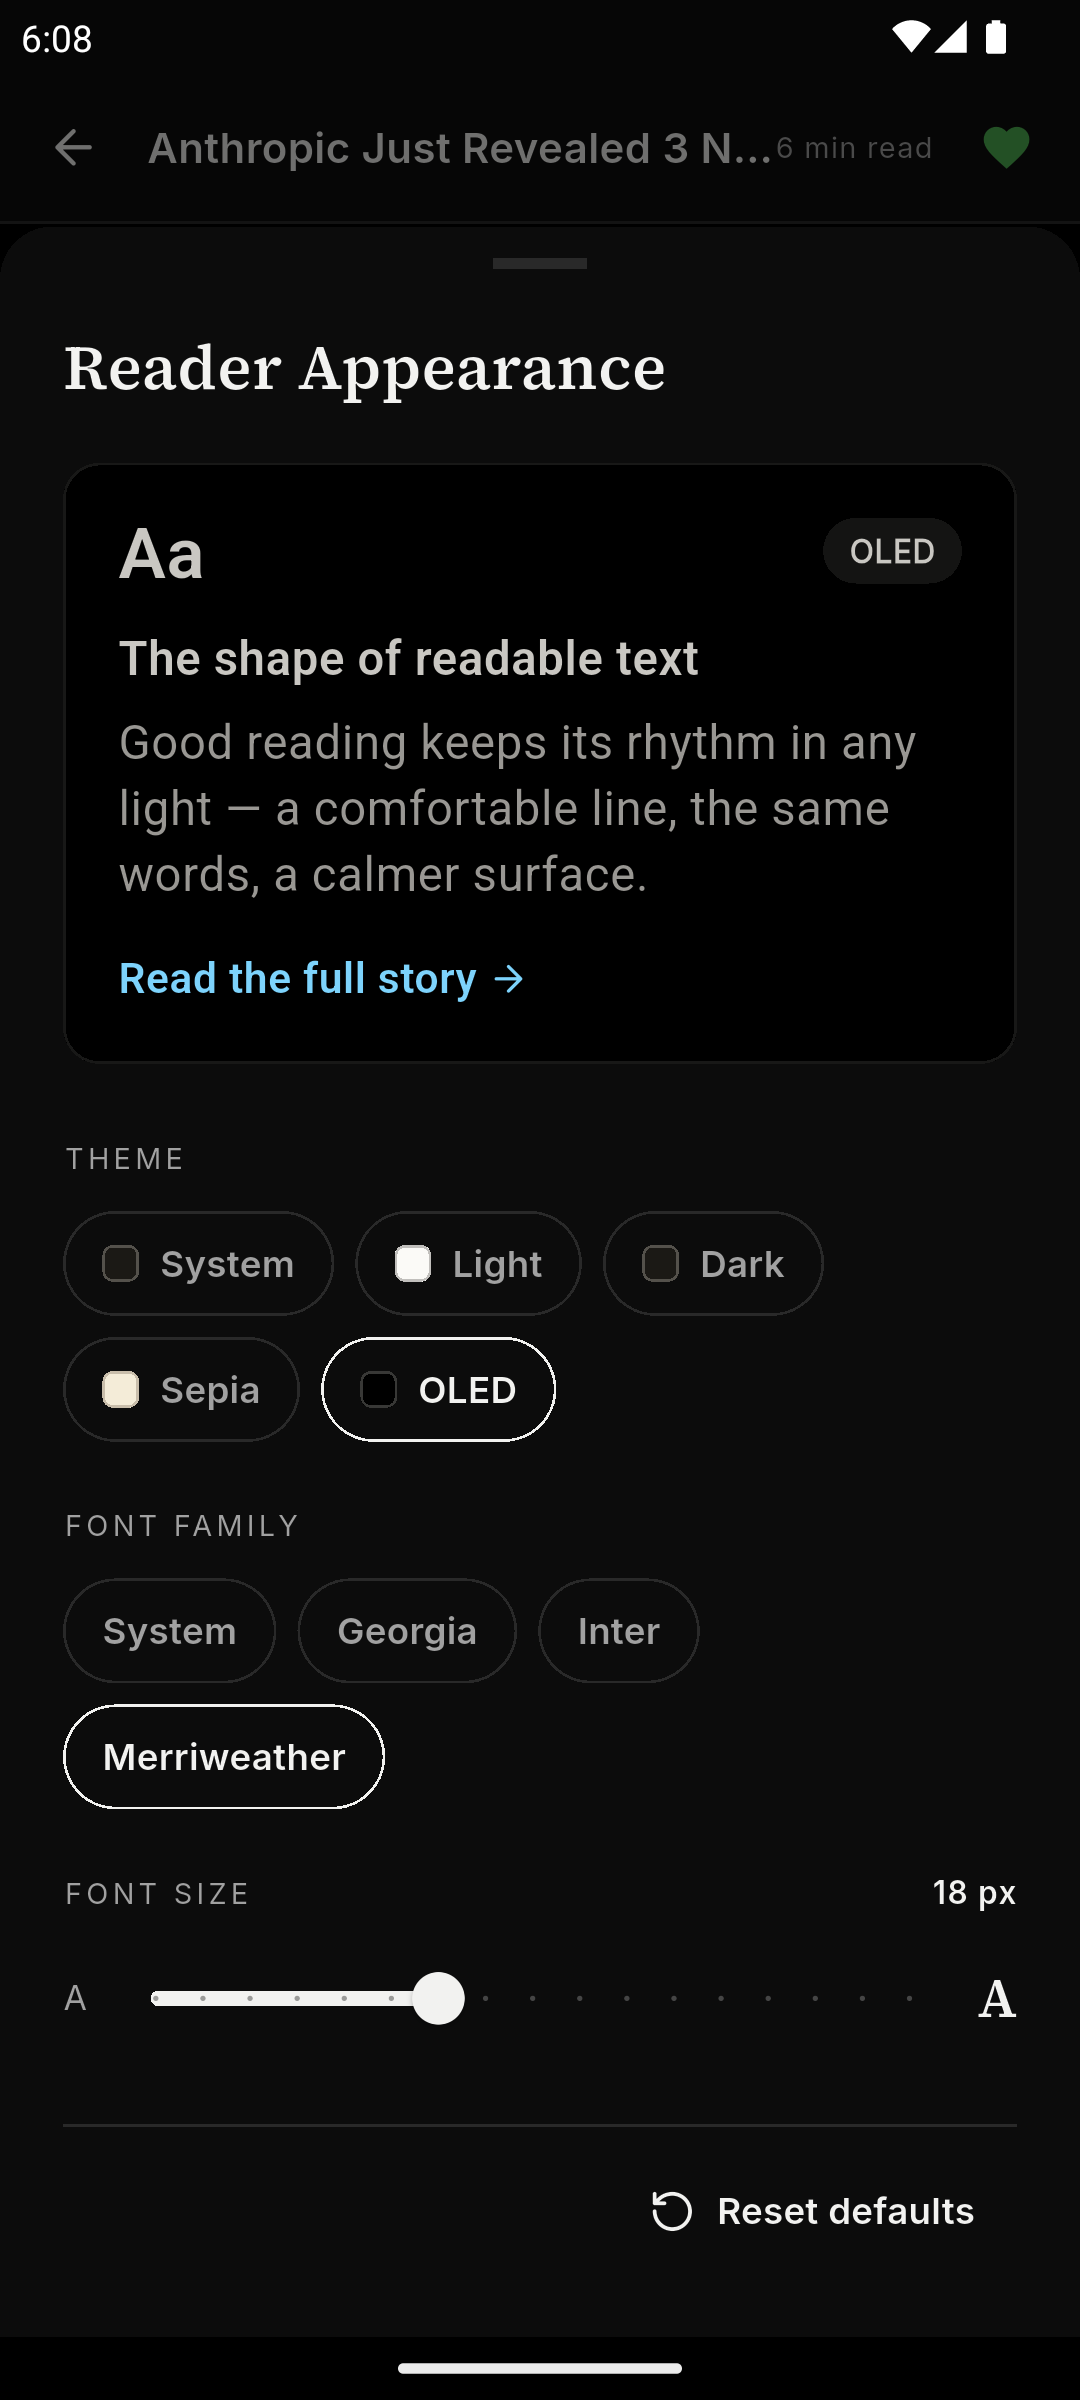 6:08
Anthropic Just Revealed 3 N... 6 min read
Reader Appearance
Aa
OLED
The shape of readable text
Good reading keeps its rhythm in any
light — a comfortable line, the same
words, a calmer surface.
Read the full story →
THEME
System Light Dark
Sepia OLED
FONT FAMILY
System Georgia Inter
Merriweather
FONT SIZE 18 px
A A
Reset defaults